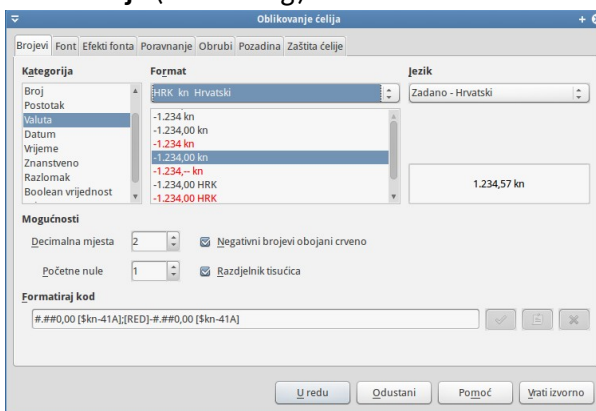 Oblikovanje ćelija
Brojevi Font Efekti fonta Poravnanje Obrubi Pozadina Zaštita ćelije
Kategorija Format Jezik
Broj
Postotak
Valuta
Datum
Vrijeme
Znanstveno
Razlomak
Boolean vrijednost
HRK kn Hrvatski
-1.234 kn
-1.234,00 kn
-1.234 kn
-1.234,00 kn
-1.234,-- kn
-1.234,00 HRK
-1.234,00 HRK
Zadano - Hrvatski
1.234,57 kn
Mogućnosti
Decimalna mjesta 2 Negativni brojevi obojani crveno
Početne nule 1 Razdjelnik tisućica
Formatiraj kod
#.##0,00 [$kn-41A];[RED]-#.##0,00 [$kn-41A]
U redu Odustani Pomoć Vrati izvorno